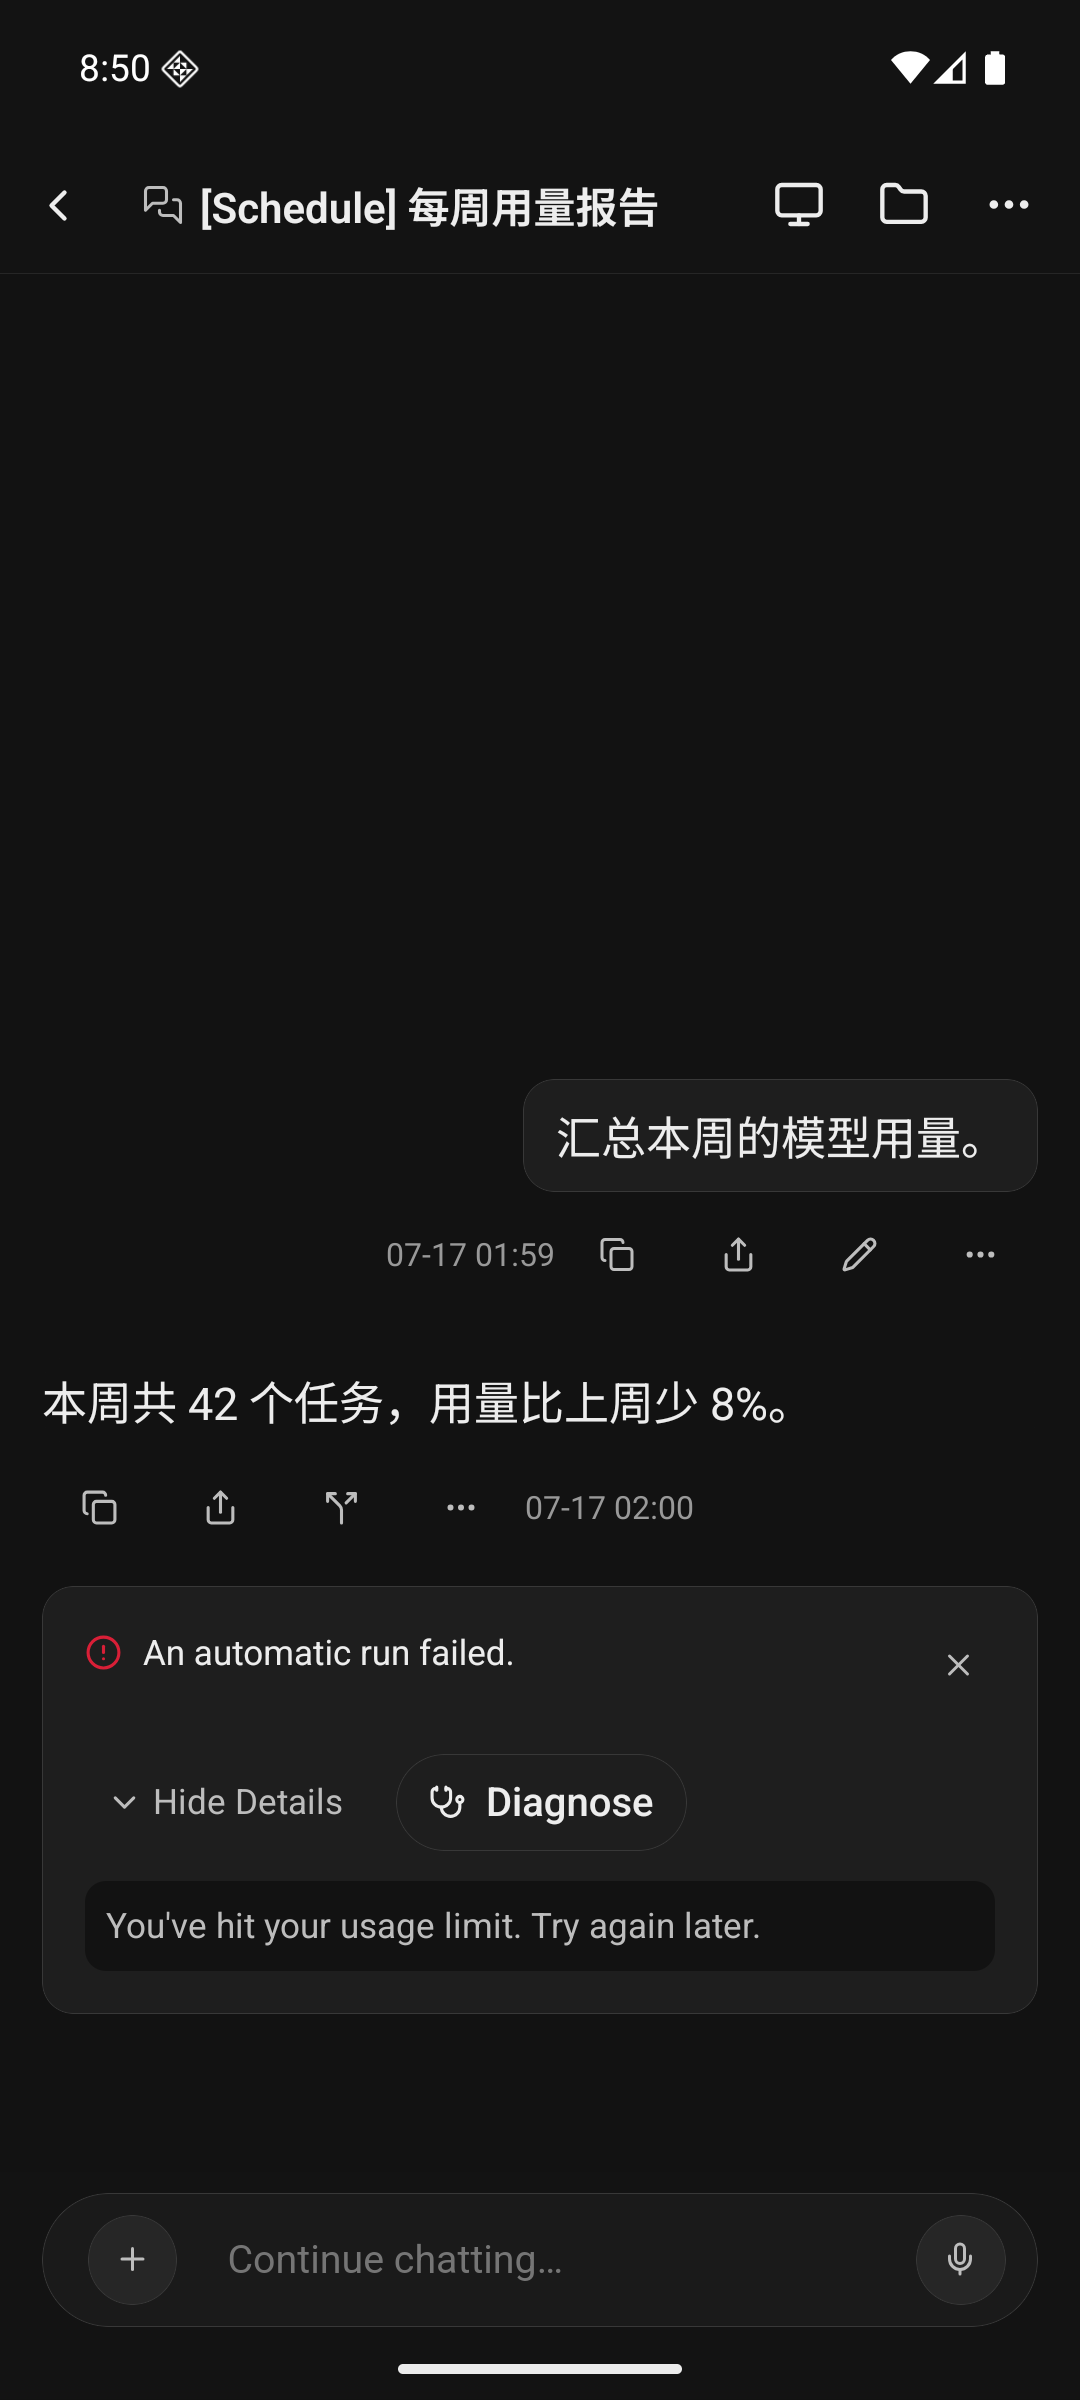 8:50
[Schedule] 每周用量报告
汇总本周的模型用量。
07-17 01:59
本周共 42 个任务，用量比上周少 8%。
07-17 02:00
An automatic run failed.
Hide Details
Diagnose
You've hit your usage limit. Try again later.
Continue chatting…